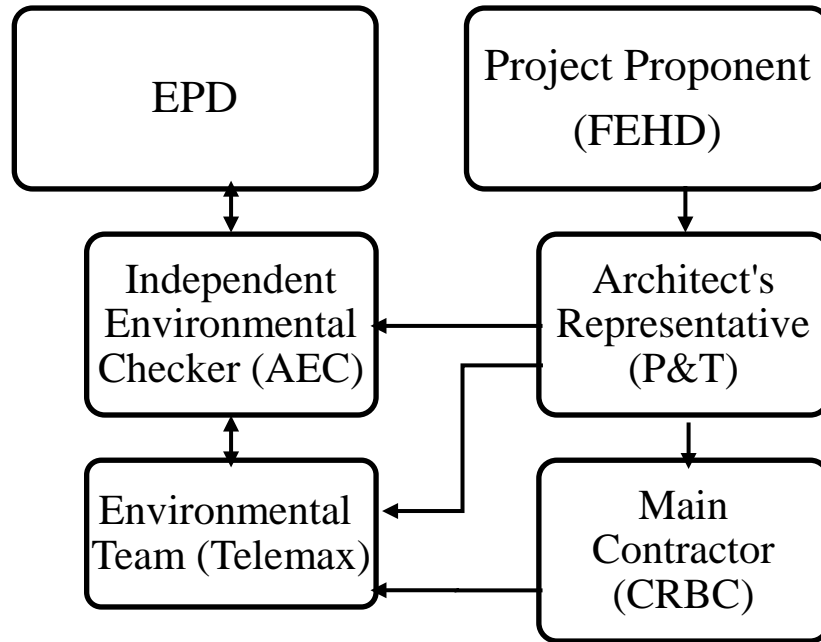 EPD
Project Proponent
(FEHD)
Independent
Environmental
Checker (AEC)
Architect's
Representative
(P&T)
Environmental
Team (Telemax)
Main
Contractor
(CRBC)